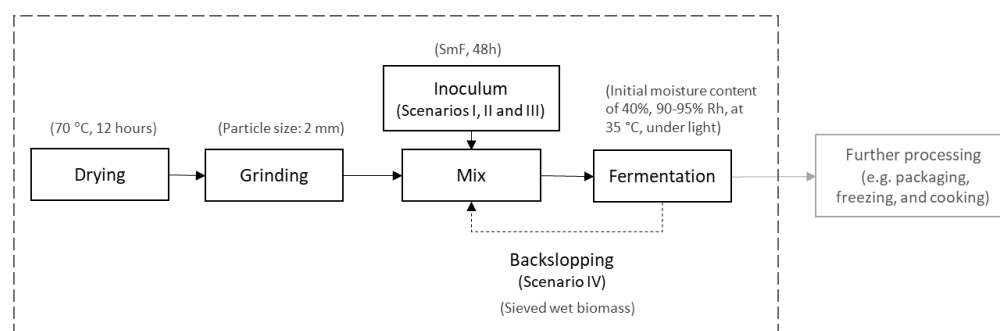 (SmF, 48h)
Inoculum
(Scenarios I, II and III)
(Initial moisture content
of 40%, 90-95% Rh, at
35 °C, under light)
(70 °C, 12 hours)
(Particle size: 2 mm)
Drying
Grinding
Mix
Fermentation
Further processing
(e.g. packaging,
freezing, and cooking)
Backslopping
(Scenario IV)
(Sieved wet biomass)